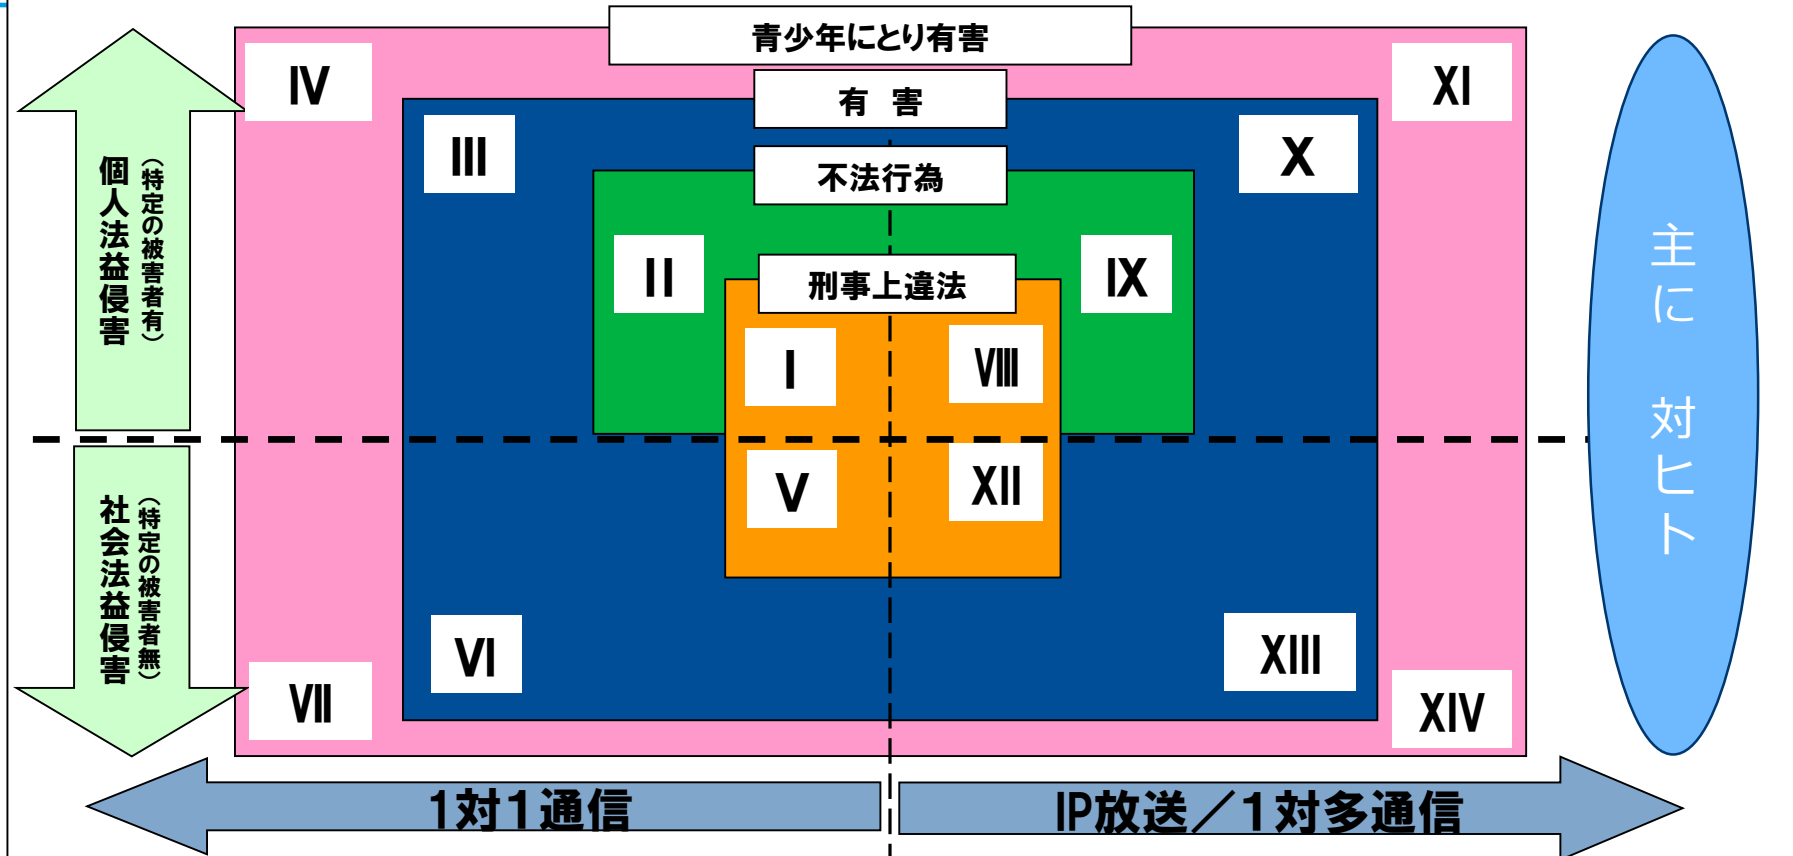 青少年にとり有害
有 害
不法行為
刑事上違法
Ⅳ
Ⅲ
Ⅱ
Ⅰ
Ⅷ
Ⅸ
Ⅹ
Ⅺ
Ⅴ
Ⅻ
Ⅵ
XIII
Ⅶ
XIV
(特定の被害者有)
個人法益侵害
(特定の被害者無)
社会法益侵害
主に 対ヒト
1対1通信
IP放送／1対多通信